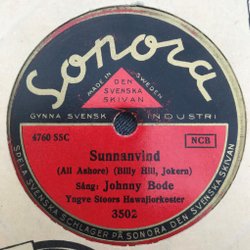 Sonora
MADE IN SWEDEN
DEN
SVENSKA
SKIVAN
GYNNA SVENSK INDUSTRI
4760 SSC
NCB
Sunnanvind
(All Ashore) (Billy Hill, Jokern)
Sång: Johnny Bode
Yngve Stoors Hawajiorkester
3502
SPELA SVENSKA SCHLAGER PÅ SONORA DEN SVENSKA SKIVAN